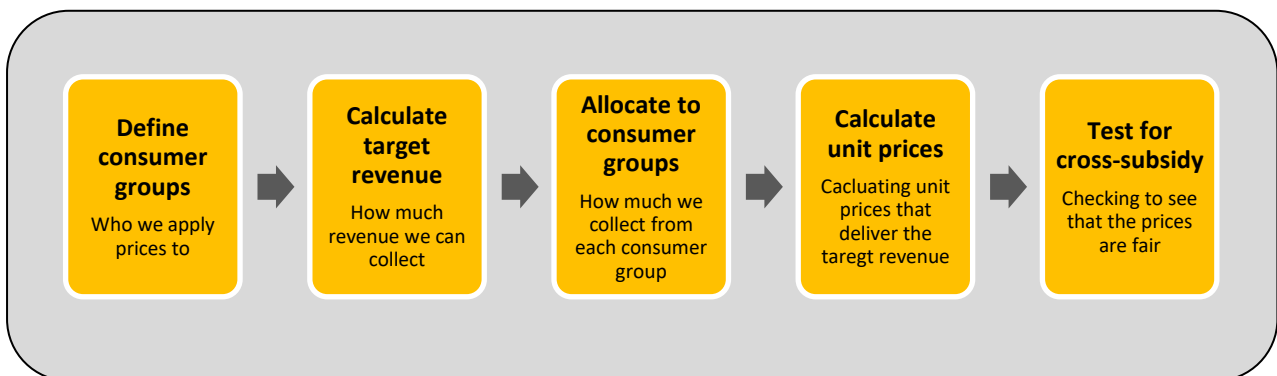 Define
consumer
groups
Who we apply
prices to
Calculate
target
revenue
How much
revenue we can
collect
Allocate to
consumer
groups
How much we
collect from
each consumer
group
Calculate
unit prices
Cacluating unit
prices that
deliver the
taregt revenue
Test for
cross-subsidy
Checking to see
that the prices
are fair